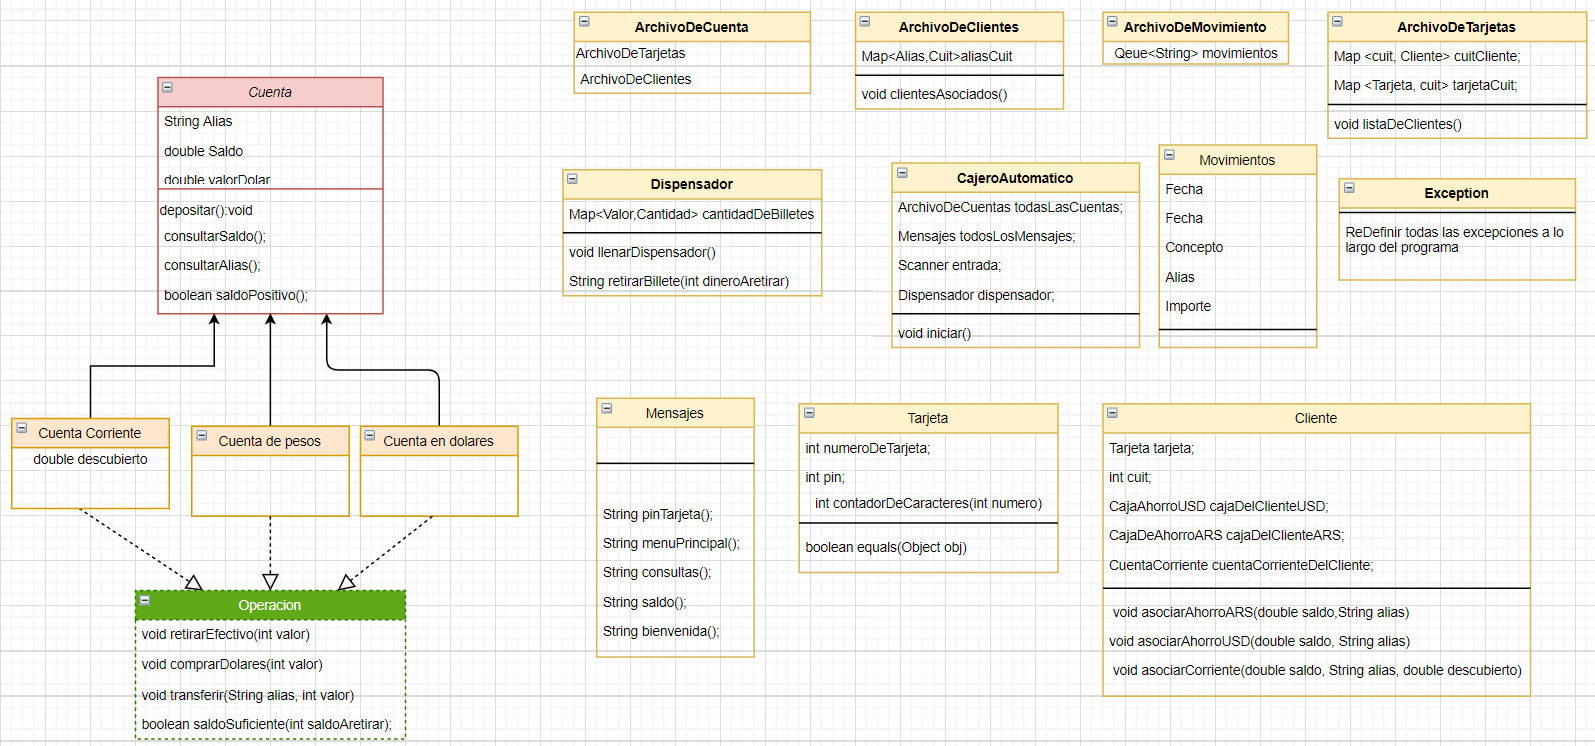 ArchivoDeCuenta
ArchivoDeTarjetas
ArchivoDeClientes
ArchivoDeClientes
Map<Alias,Cuit>aliasCuit
void clientesAsociados()
ArchivoDeMovimiento
Qeue<String> movimientos
ArchivoDeTarjetas
Map <cuit, Cliente> cuitCliente;
Map <Tarjeta, cuit> tarjetaCuit;
void listaDeClientes()
Cuenta
String Alias
double Saldo
double valorDolar
depositar():void
consultarSaldo();
consultarAlias();
boolean saldoPositivo();
Dispensador
Map<Valor,Cantidad> cantidadDeBilletes
void llenarDispensador()
String retirarBillete(int dineroAretirar)
CajeroAutomatico
ArchivoDeCuentas todasLasCuentas;
Mensajes todosLosMensajes;
Scanner entrada;
Dispensador dispensador;
void iniciar()
Movimientos
Fecha
Fecha
Concepto
Alias
Importe
Exception
ReDefinir todas las excepciones a lo
largo del programa
Cuenta Corriente
double descubierto
Cuenta de pesos
Cuenta en dolares
Operacion
void retirarEfectivo(int valor)
void comprarDolares(int valor)
void transferir(String alias, int valor)
boolean saldoSuficiente(int saldoAretirar);
Mensajes
String pinTarjeta();
String menuPrincipal();
String consultas();
String saldo();
String bienvenida();
Tarjeta
int numeroDeTarjeta;
int pin;
int contadorDeCaracteres(int numero)
boolean equals(Object obj)
Cliente
Tarjeta tarjeta;
int cuit;
CajaAhorroUSD cajaDelClienteUSD;
CajaDeAhorroARS cajaDelClienteARS;
CuentaCorriente cuentaCorrienteDelCliente;
void asociarAhorroARS(double saldo,String alias)
void asociarAhorroUSD(double saldo, String alias)
void asociarCorriente(double saldo, String alias, double descubierto)